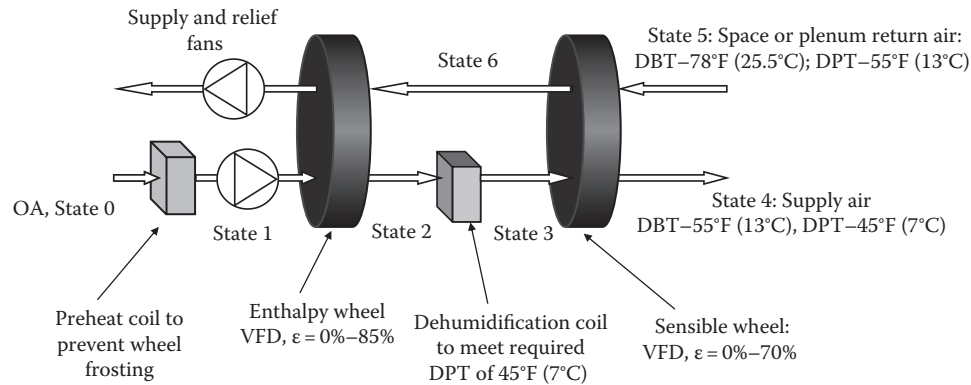 Supply and relief
fans
State 6
State 5: Space or plenum return air:
DBT–78°F (25.5°C); DPT–55°F (13°C)
OA, State 0
State 1
State 2
State 3
State 4: Supply air
DBT–55°F (13°C), DPT–45°F (7°C)
Preheat coil to
prevent wheel
frosting
Enthalpy wheel
VFD, ε = 0%–85%
Dehumidification coil
to meet required
DPT of 45°F (7°C)
Sensible wheel:
VFD, ε = 0%–70%